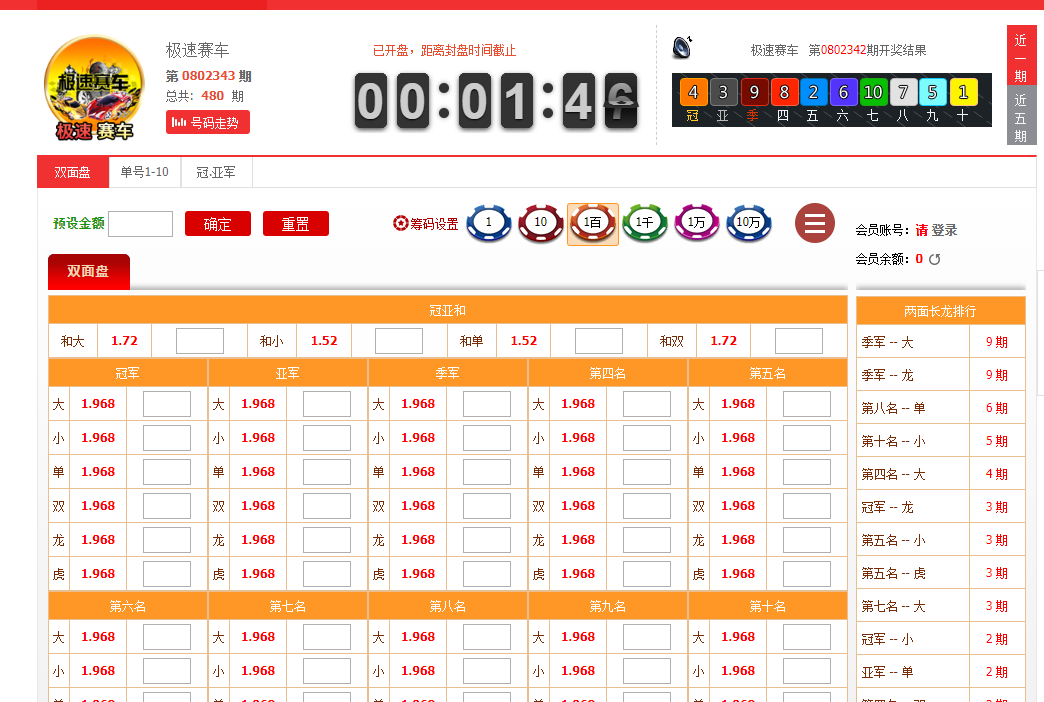 极速赛车
极速 赛车
极速赛车
第 0802343 期
总共: 480 期
号码走势
已开盘，距离封盘时间截止
00:01:4
极速赛车 第0802342期开奖结果
4 3 9 8 2 6 10 7 5 1
冠 亚 季 四 五 六 七 八 九 十
近一期
近五期
双面盘 单号1-10 冠.亚军
预设金额 确定 重置
筹码设置 1 10 1百 1千 1万 10万
会员账号：请 登录
会员余额：0
双面盘
冠亚和
和大 1.72 和小 1.52 和单 1.52 和双 1.72
冠军 亚军 季军 第四名 第五名
大 1.968 大 1.968 大 1.968 大 1.968 大 1.968
小 1.968 小 1.968 小 1.968 小 1.968 小 1.968
单 1.968 单 1.968 单 1.968 单 1.968 单 1.968
双 1.968 双 1.968 双 1.968 双 1.968 双 1.968
龙 1.968 龙 1.968 龙 1.968 龙 1.968 龙 1.968
虎 1.968 虎 1.968 虎 1.968 虎 1.968 虎 1.968
第六名 第七名 第八名 第九名 第十名
大 1.968 大 1.968 大 1.968 大 1.968 大 1.968
小 1.968 小 1.968 小 1.968 小 1.968 小 1.968
两面长龙排行
季军 -- 大 9 期
季军 -- 龙 9 期
第八名 -- 单 6 期
第十名 -- 小 5 期
第四名 -- 大 4 期
冠军 -- 龙 3 期
第五名 -- 小 3 期
第五名 -- 虎 3 期
第七名 -- 大 3 期
冠军 -- 小 2 期
亚军 -- 单 2 期